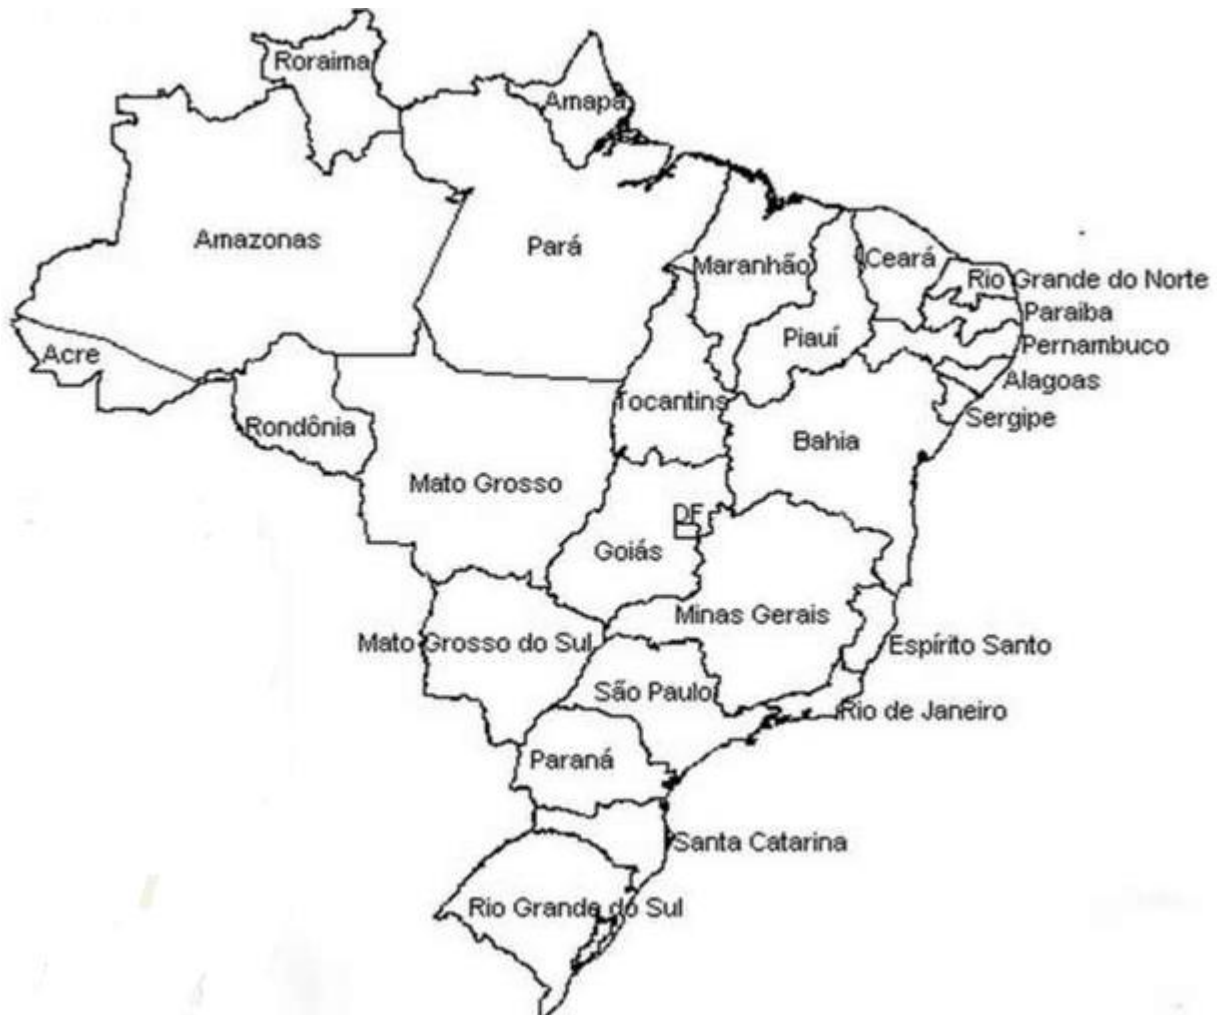 Roraima
Amapá
Amazonas
Pará
Maranhão
Ceará
Rio Grande do Norte
Paraiba
Piauí
Pernambuco
Acre
Alagoas
Tocantins
Sergipe
Rondônia
Bahia
Mato Grosso
DF
Goiás
Minas Gerais
Mato Grosso do Sul
Espírito Santo
São Paulo
Rio de Janeiro
Paraná
Santa Catarina
Rio Grande do Sul